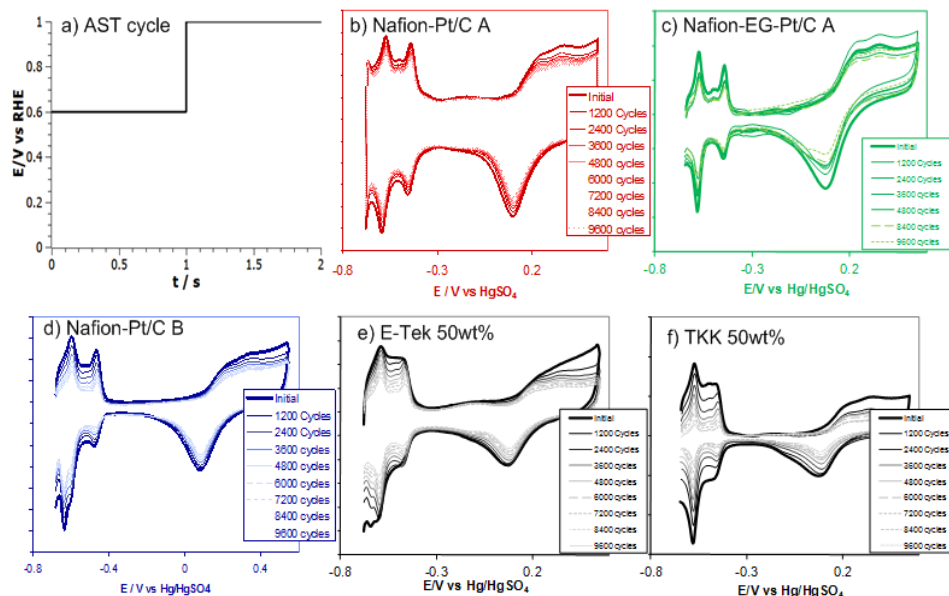 a) AST cycle
E/V vs RHE
1
0.8
0.6
0.4
0.2
0
0
0.5
1
1.5
2
t / s
b) Nafion-Pt/C A
Initial
1200 Cycles
2400 Cycles
3600 cycles
4800 cycles
6000 cycles
7200 cycles
8400 cycles
9600 cycles
-0.8
-0.3
0.2
E / V vs HgSO4
c) Nafion-EG-Pt/C A
Initial
1200 Cycles
2400 Cycles
3600 cycles
4800 cycles
8400 cycles
9600 cycles
-0.8
-0.3
0.2
E/V vs Hg/HgSO4
d) Nafion-Pt/C B
Initial
1200 Cycles
2400 Cycles
3600 cycles
4800 cycles
6000 cycles
7200 cycles
8400 cycles
9600 cycles
-0.8
-0.4
0
0.4
E / V vs Hg/HgSO4
e) E-Tek 50wt%
Initial
1200 Cycles
2400 Cycles
3600 cycles
4800 cycles
6000 cycles
7200 cycles
8400 cycles
9600 cycles
-0.8
-0.3
0.2
E/V vs Hg/HgSO4
f) TKK 50wt%
Initial
1200 Cycles
2400 Cycles
3600 cycles
4800 cycles
6000 cycles
7200 cycles
8400 cycles
9600 cycles
-0.8
-0.3
0.2
E/V vs Hg/HgSO4